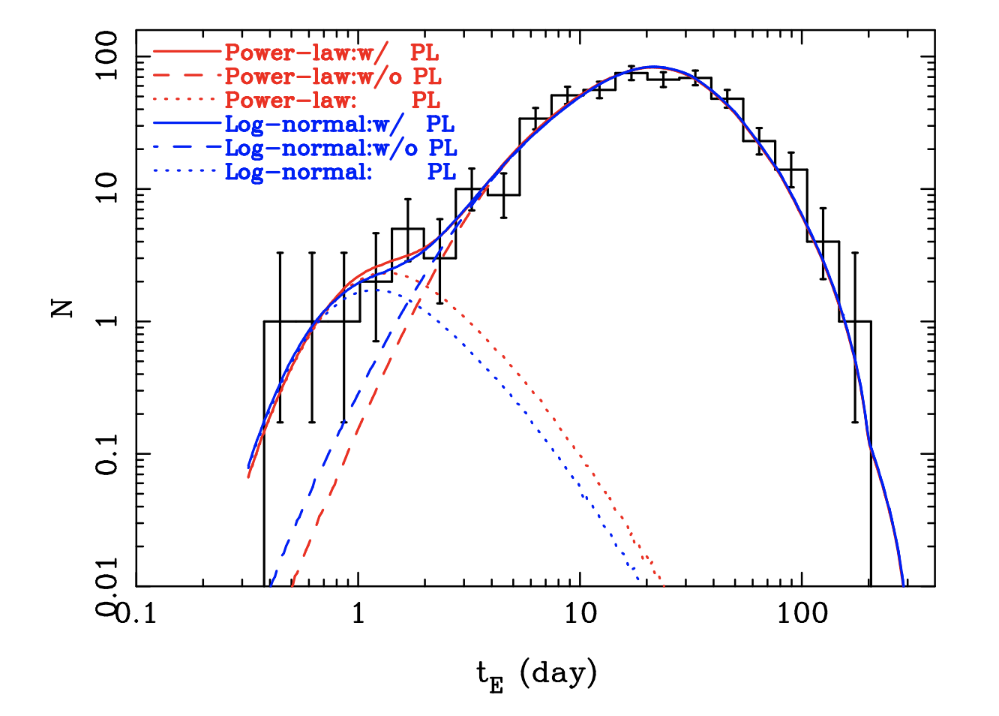 Power-law:w/ PL
Power-law:w/o PL
Power-law: PL
Log-normal:w/ PL
Log-normal:w/o PL
Log-normal: PL
100
10
1
0.1
0.01
N
0.1 1 10 100
tE (day)